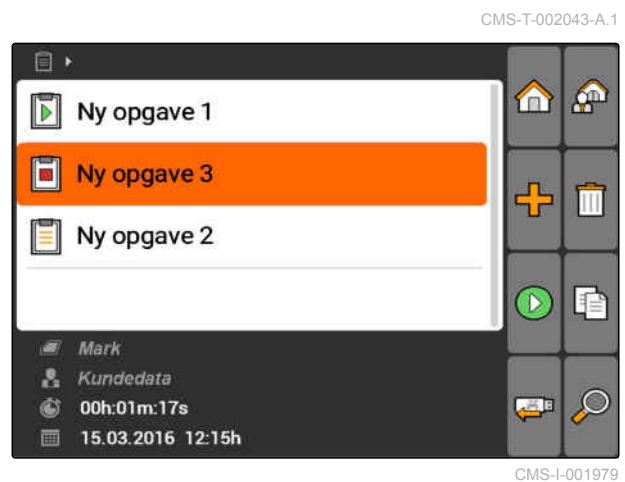 CMS-T-002043-A.1
Ny opgave 1
Ny opgave 3
Ny opgave 2
Mark
Kundedata
00h:01m:17s
15.03.2016 12:15h
CMS-I-001979